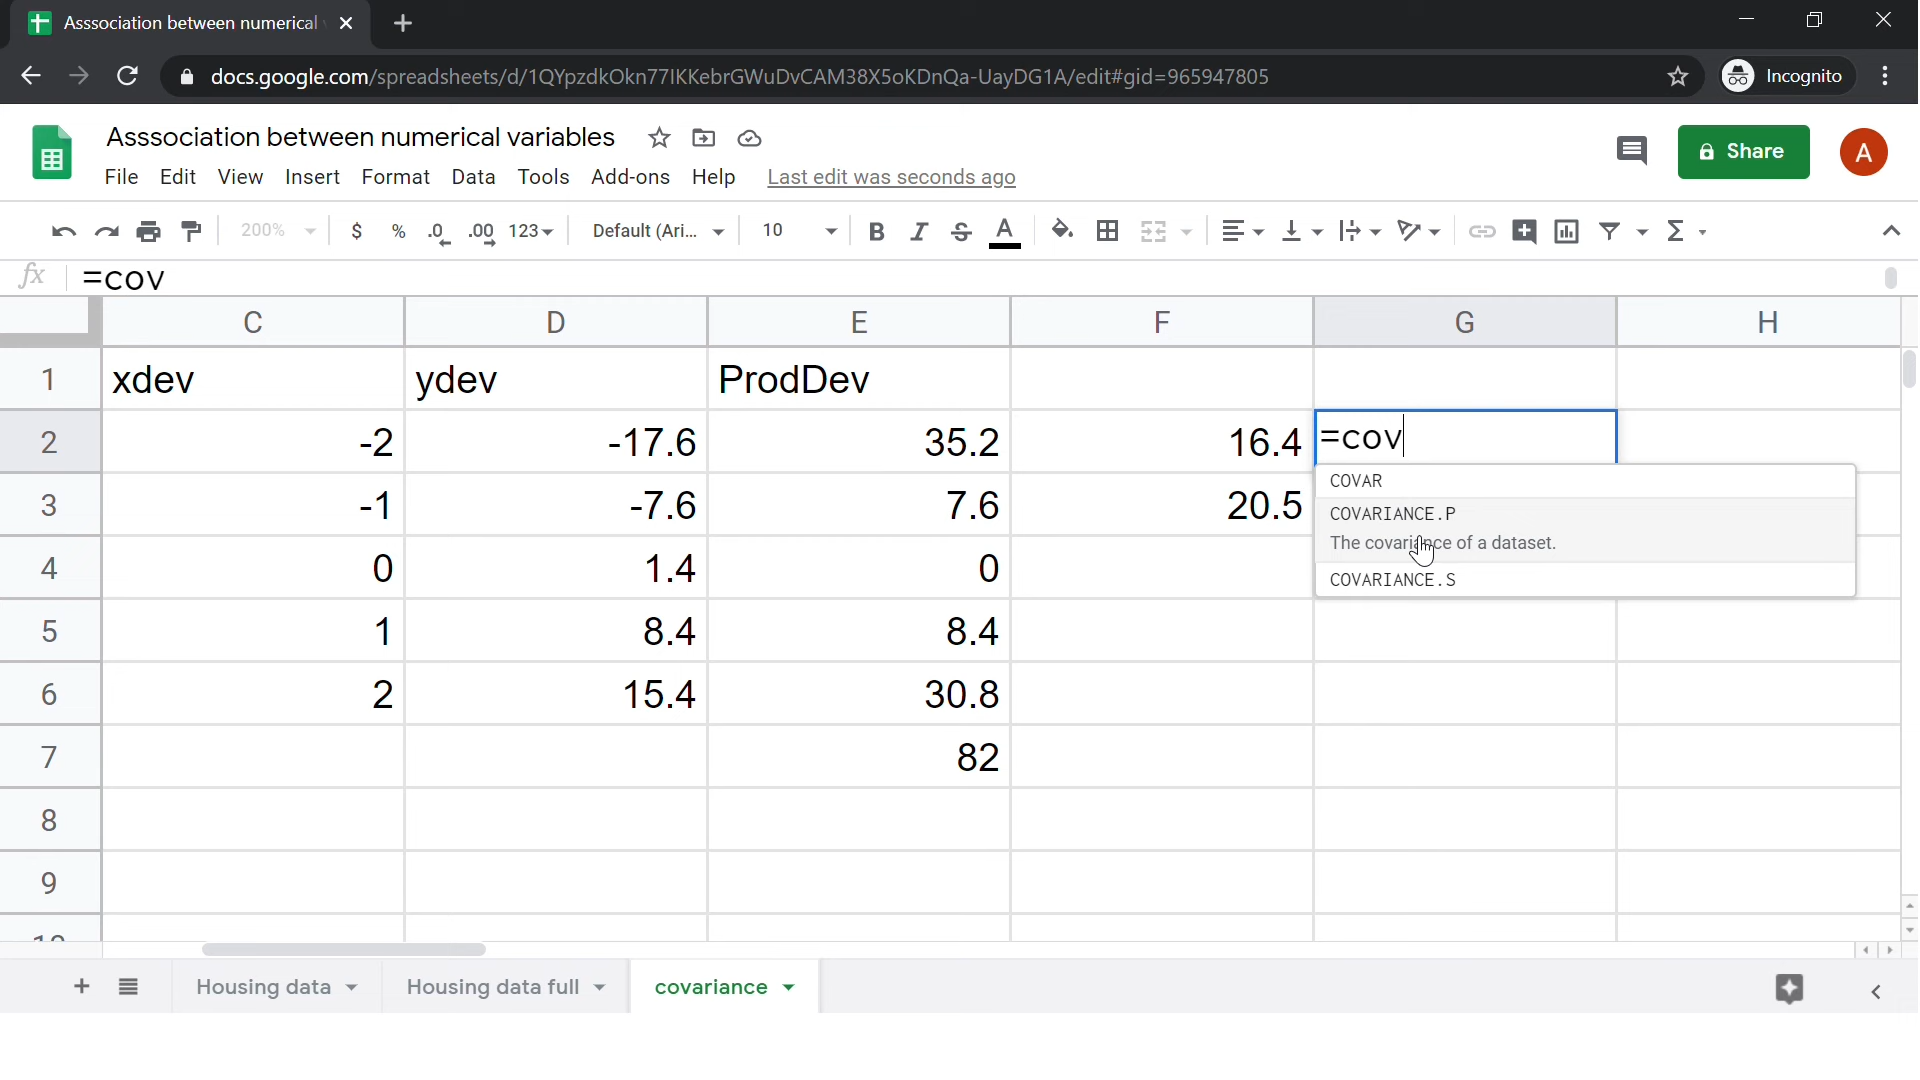 Asssociation between numerical
docs.google.com/spreadsheets/d/1QYpzdkOkn77IKKebrGWuDvCAM38X5oKDnQa-UayDG1A/edit#gid=965947805
Incognito
Asssociation between numerical variables
File Edit View Insert Format Data Tools Add-ons Help Last edit was seconds ago
Share
A
200% $ % .0 .00 123 Default (Ari... 10 B I S A Σ
fx =cov
C D E F G H
1 xdev ydev ProdDev
2 -2 -17.6 35.2 16.4 =cov
COVAR
3 -1 -7.6 7.6 20.5
COVARIANCE.P
The covariance of a dataset.
COVARIANCE.S
4 0 1.4 0
5 1 8.4 8.4
6 2 15.4 30.8
7 82
8
9
10
Housing data Housing data full covariance